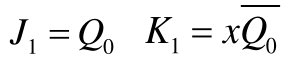 J₁ = Q₀ K₁ = xQ̅₀